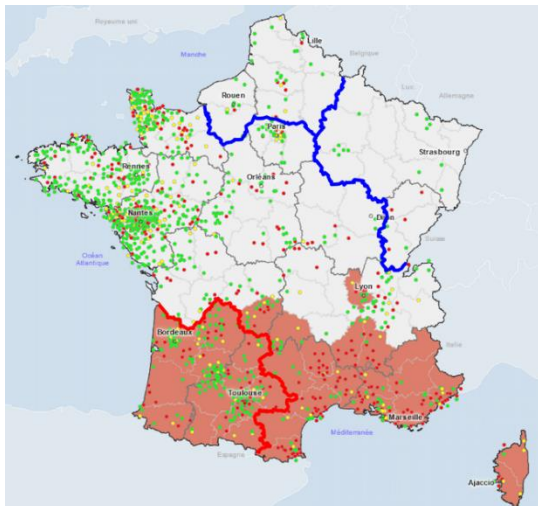 Royaume uni
Lille
Manche
Belgique
Luc
Rouen
Allemagne
Paris
Strasbourg
Rennes
Orléans
Nantes
Dijon
Suisse
Océan
Atlantique
Lyon
Bordeaux
Italie
Toulouse
Marseille
Méditerranée
Espagne
Ajaccio